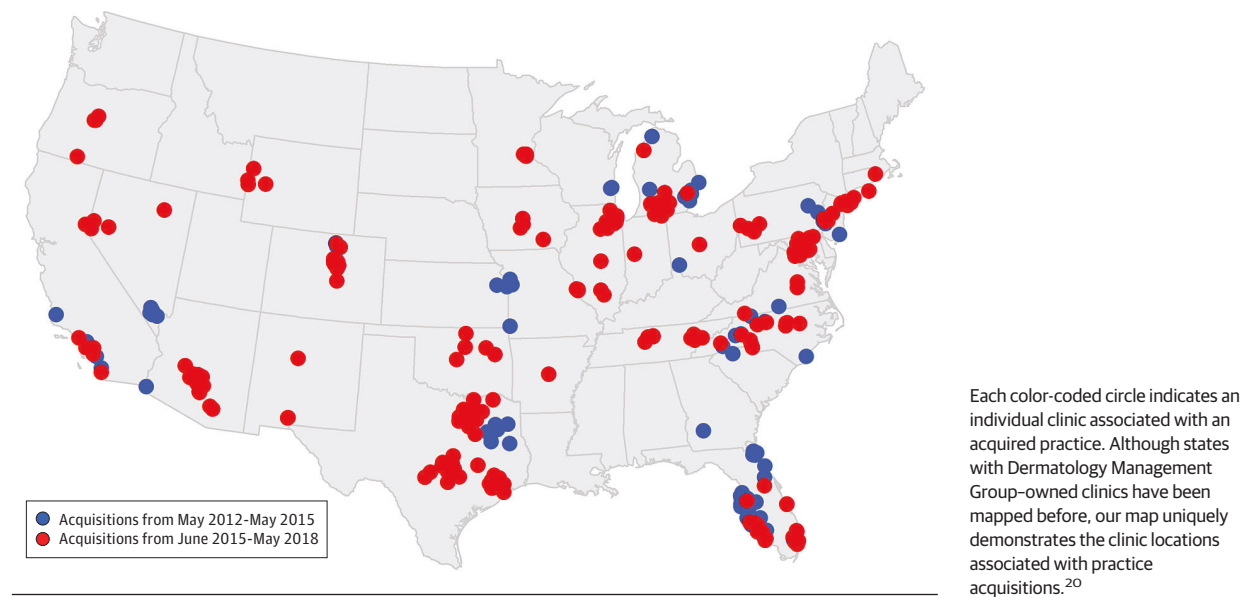 Acquisitions from May 2012-May 2015
Acquisitions from June 2015-May 2018
Each color-coded circle indicates an
individual clinic associated with an
acquired practice. Although states
with Dermatology Management
Group–owned clinics have been
mapped before, our map uniquely
demonstrates the clinic locations
associated with practice
acquisitions.20